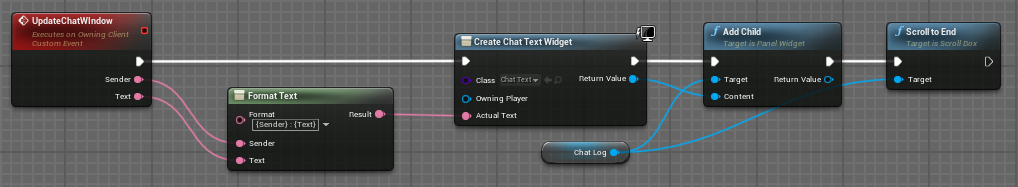 UpdateChatWIndow
Executes on Owning Client
Custom Event
Sender
Text
Format Text
Format
{Sender} : {Text}
Result
Sender
Text
Create Chat Text Widget
Class
Chat Text
Return Value
Owning Player
Actual Text
Chat Log
Add Child
Target is Panel Widget
Target
Return Value
Content
Scroll to End
Target is Scroll Box
Target